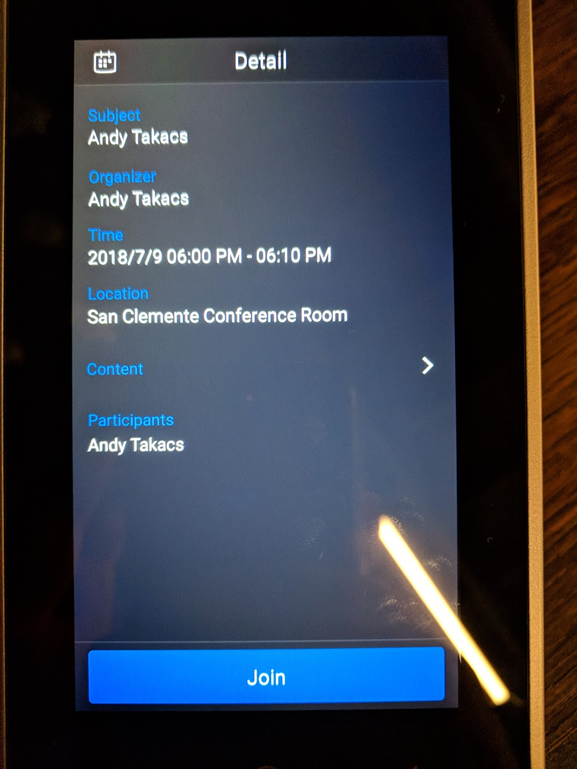 Detail
Subject
Andy Takacs
Organizer
Andy Takacs
Time
2018/7/9 06:00 PM - 06:10 PM
Location
San Clemente Conference Room
Content
Participants
Andy Takacs
Join